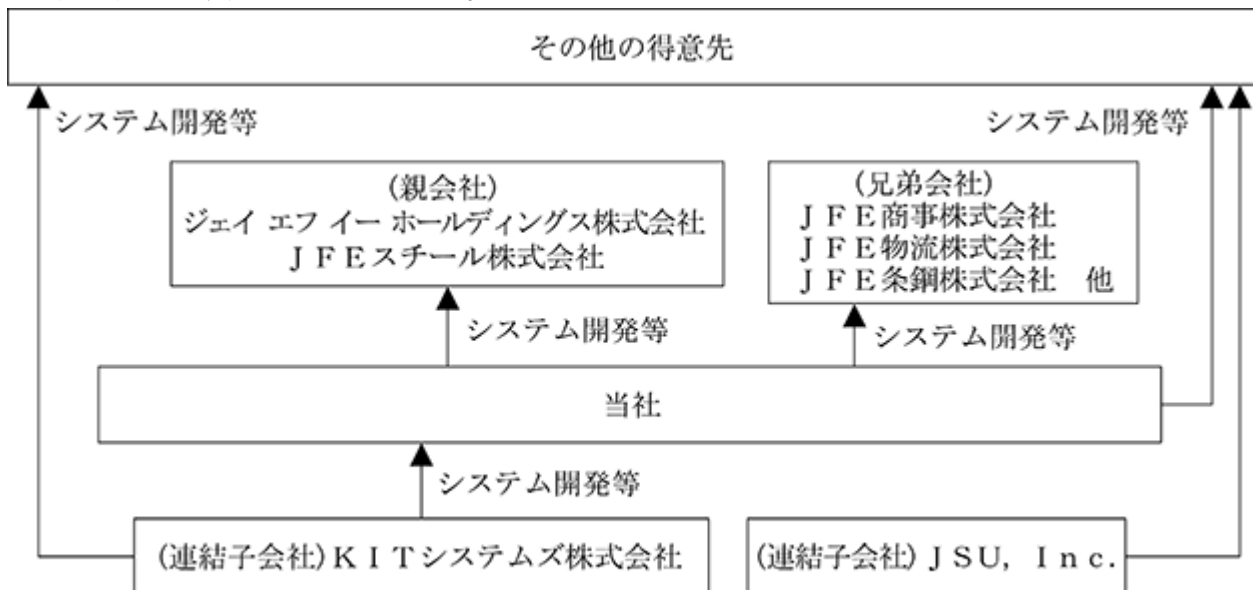 その他の得意先
システム開発等
システム開発等
(親会社)
ジェイ エフ イー ホールディングス株式会社
ＪＦＥスチール株式会社
(兄弟会社)
ＪＦＥ商事株式会社
ＪＦＥ物流株式会社
ＪＦＥ条鋼株式会社　他
システム開発等
システム開発等
当社
システム開発等
(連結子会社)ＫＩＴシステムズ株式会社
(連結子会社)ＪＳＵ，Ｉｎｃ．